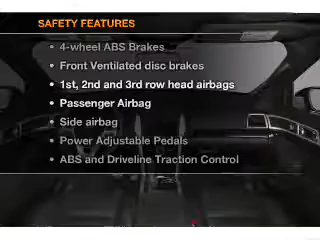 SAFETY FEATURES
• 4-wheel ABS Brakes
• Front Ventilated disc brakes
• 1st, 2nd and 3rd row head airbags
• Passenger Airbag
• Side airbag
• Power Adjustable Pedals
• ABS and Driveline Traction Control